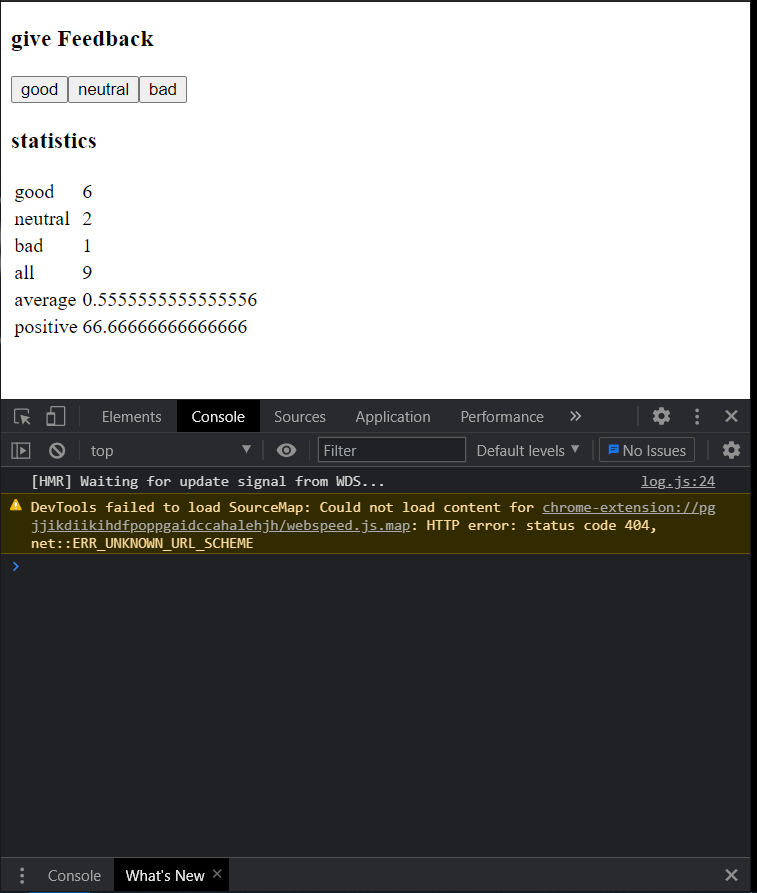 give Feedback
good neutral bad
statistics
good 6
neutral 2
bad 1
all 9
average 0.5555555555555556
positive 66.66666666666666
Elements Console Sources Application Performance »
top Filter Default levels No Issues
[HMR] Waiting for update signal from WDS... log.js:24
DevTools failed to load SourceMap: Could not load content for chrome-extension://pg
jjikdiikihdfpoppgaidccahalehjh/webspeed.js.map: HTTP error: status code 404,
net::ERR_UNKNOWN_URL_SCHEME
Console What's New